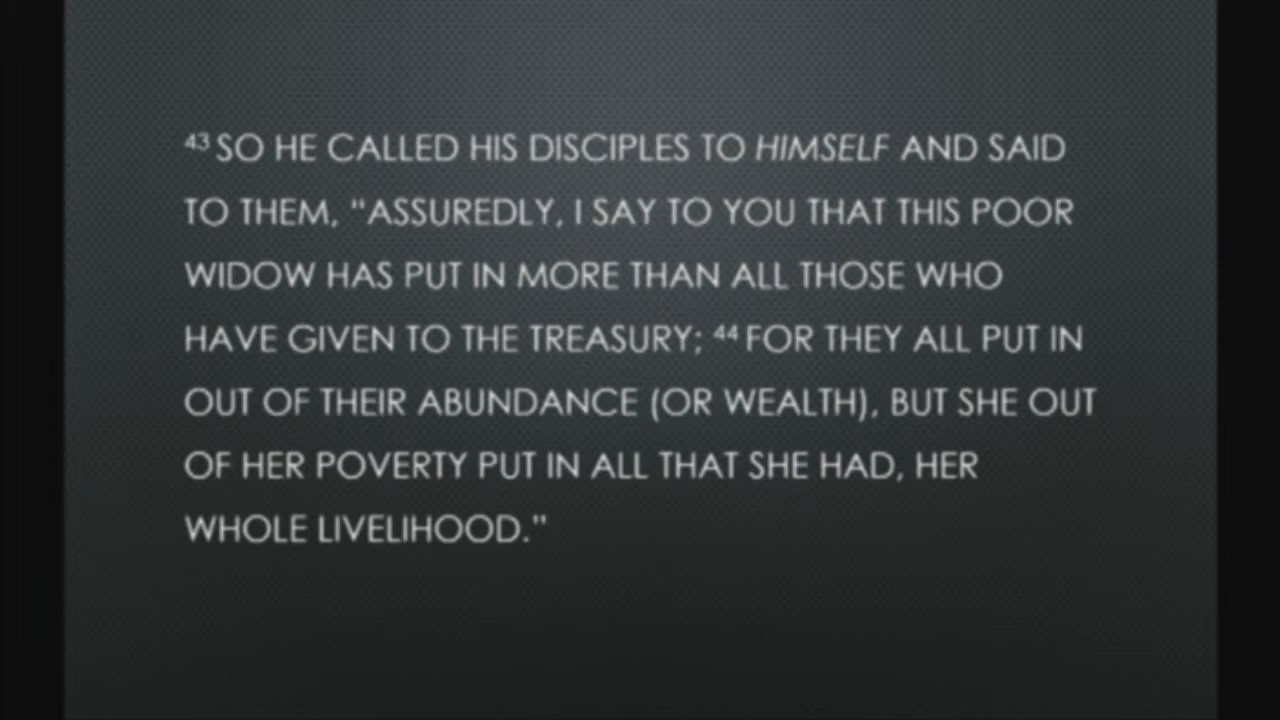 43 SO HE CALLED HIS DISCIPLES TO HIMSELF AND SAID
TO THEM, “ASSUREDLY, I SAY TO YOU THAT THIS POOR
WIDOW HAS PUT IN MORE THAN ALL THOSE WHO
HAVE GIVEN TO THE TREASURY; 44 FOR THEY ALL PUT IN
OUT OF THEIR ABUNDANCE (OR WEALTH), BUT SHE OUT
OF HER POVERTY PUT IN ALL THAT SHE HAD, HER
WHOLE LIVELIHOOD.”